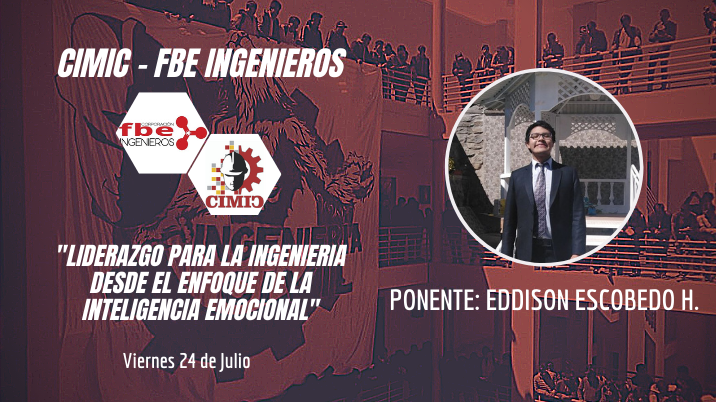 CIMIC - FBE INGENIEROS
CORPORACIÓN
fbe
INGENIEROS
CIMIC
"LIDERAZGO PARA LA INGENIERIA
DESDE EL ENFOQUE DE LA
INTELIGENCIA EMOCIONAL"
Viernes 24 de Julio
PONENTE: EDDISON ESCOBEDO H.
INGENIERIA